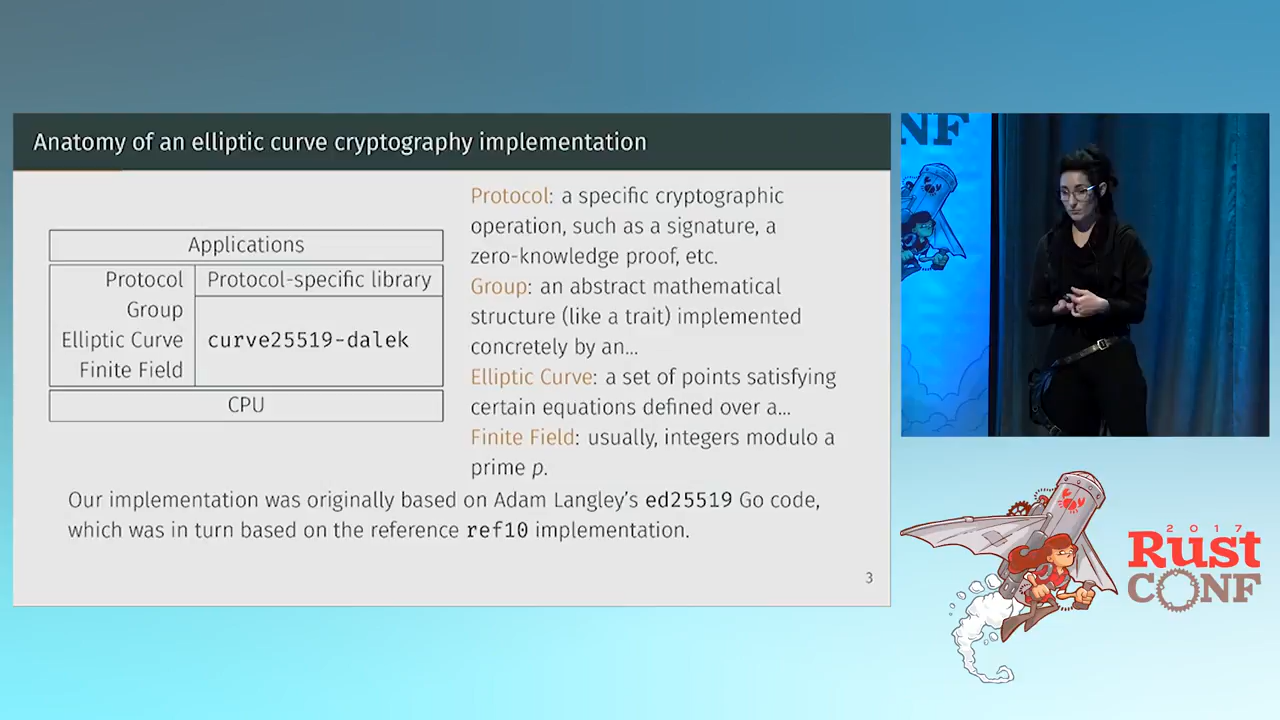 Anatomy of an elliptic curve cryptography implementation
Applications
Protocol
Protocol-specific library
Group
Elliptic Curve
curve25519-dalek
Finite Field
CPU
Protocol: a specific cryptographic
operation, such as a signature, a
zero-knowledge proof, etc.
Group: an abstract mathematical
structure (like a trait) implemented
concretely by an...
Elliptic Curve: a set of points satisfying
certain equations defined over a...
Finite Field: usually, integers modulo a
prime p.
Our implementation was originally based on Adam Langley's ed25519 Go code,
which was in turn based on the reference ref10 implementation.
3
NF
2017
Rust
CONF